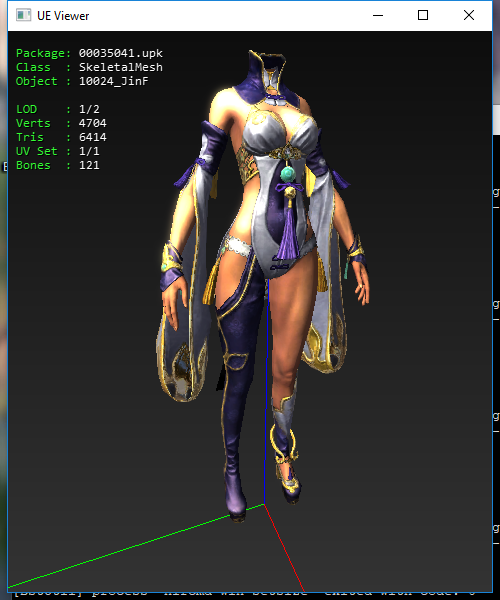 UE Viewer
Package: 00035041.upk
Class : SkeletalMesh
Object : 10024_JinF
LOD : 1/2
Verts : 4704
Tris : 6414
UV Set : 1/1
Bones : 121